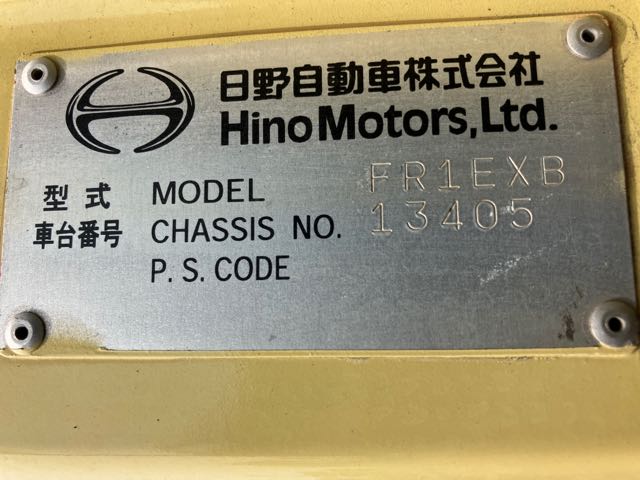 日野自動車株式会社
Hino Motors, Ltd.
型式 MODEL FR1EXB
車台番号 CHASSIS NO. 13405
P. S. CODE